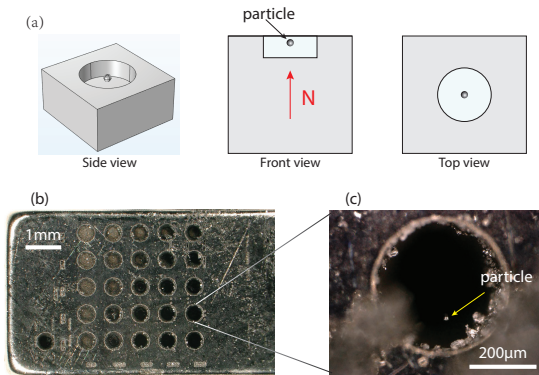 (a)
particle
N
Side view
Front view
Top view
(b)
(c)
1mm
particle
200μm